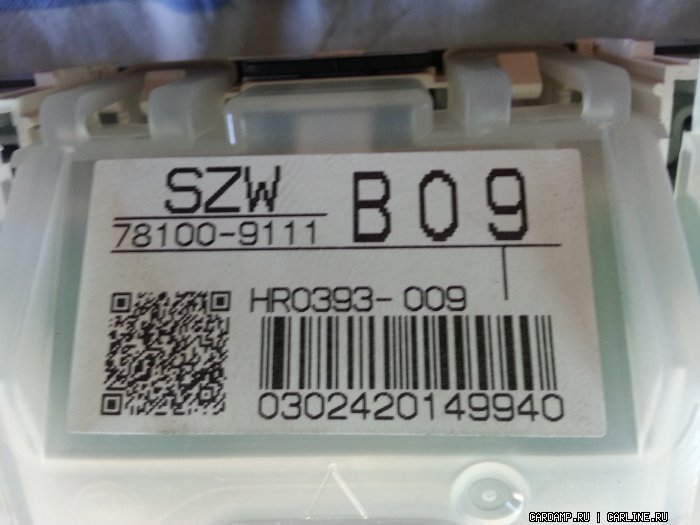 SZW B09
78100-9111
HR0393-009
0302420149940
CARDAMP.RU | CARLINE.RU